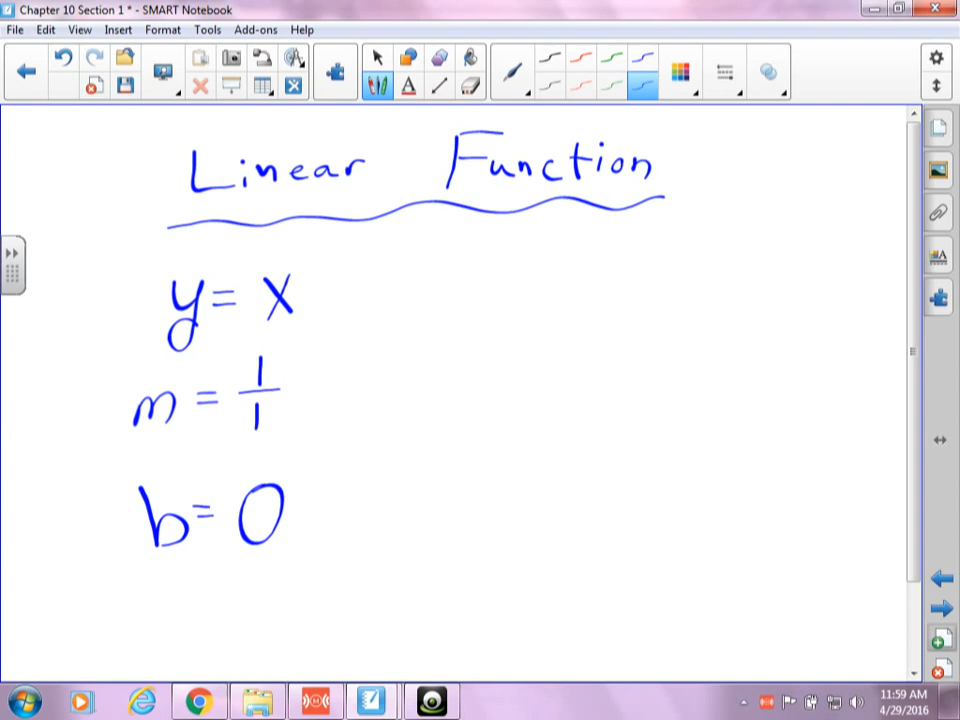 Chapter 10 Section 1 * - SMART Notebook
File Edit View Insert Format Tools Add-ons Help
Linear Function
y = x
m = 1/1
b = 0
11:59 AM
4/29/2016